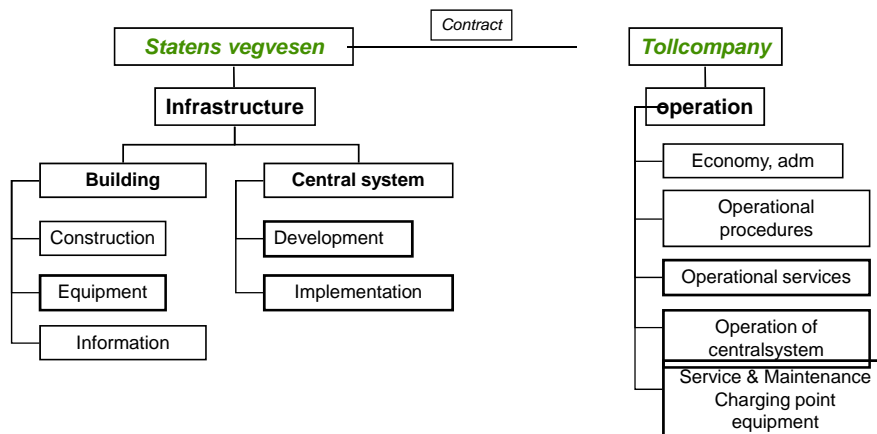 Contract
Statens vegvesen
Tollcompany
Infrastructure
operation
Building
Central system
Economy, adm
Construction
Development
Operational
procedures
Equipment
Implementation
Operational services
Information
Operation of
centralsystem
Service & Maintenance
Charging point
equipment